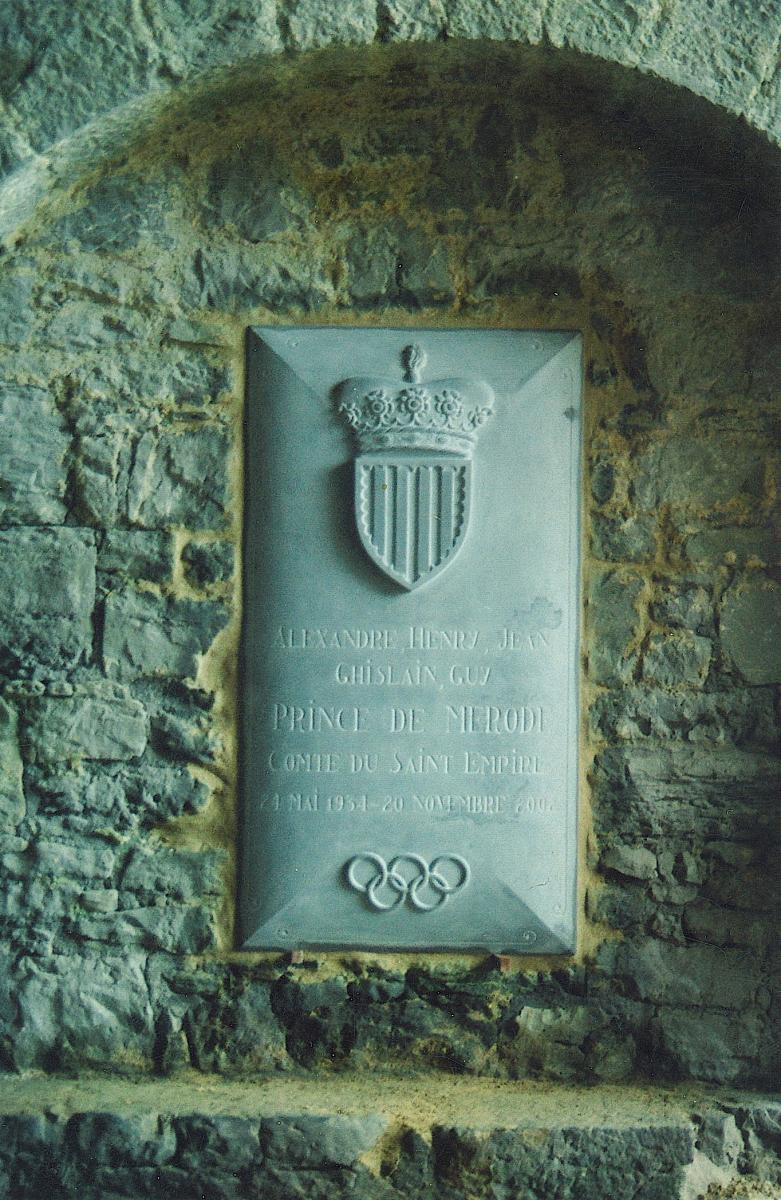 ALEXANDRE, HENRY, JEAN
GHISLAIN, GUY
PRINCE DE MERODE
COMTE DU SAINT EMPIRE
24 MAI 1934-20 NOVEMBRE 2002